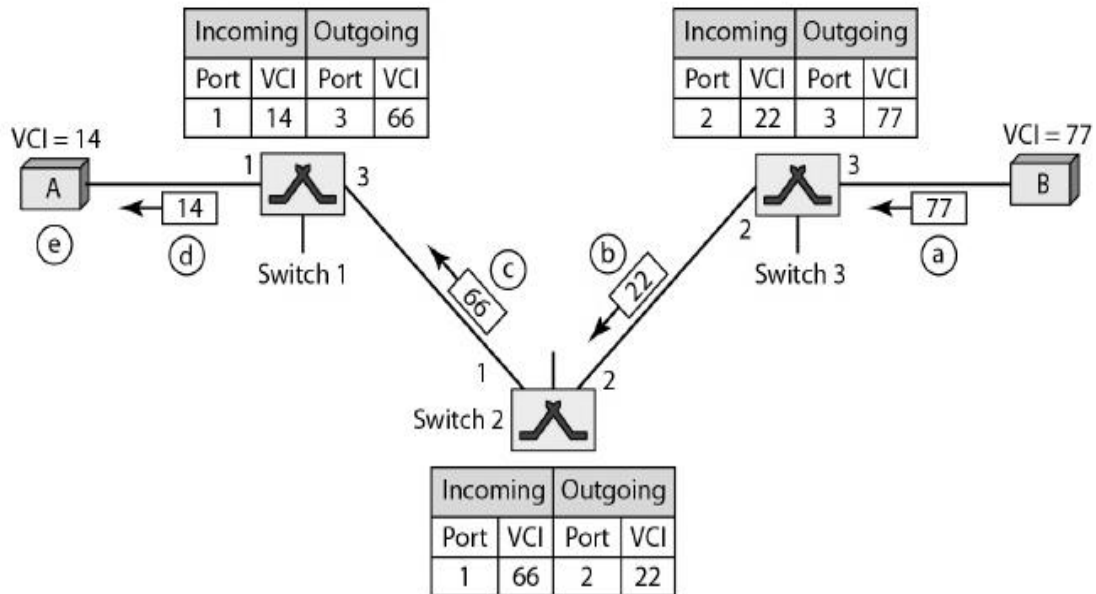 Incoming Outgoing
Port VCI Port VCI
1 14 3 66
Incoming Outgoing
Port VCI Port VCI
2 22 3 77
VCI = 14
A
1
3
14
e
d
Switch 1
VCI = 77
B
3
2
77
a
Switch 3
c
66
b
22
1
2
Switch 2
Incoming Outgoing
Port VCI Port VCI
1 66 2 22